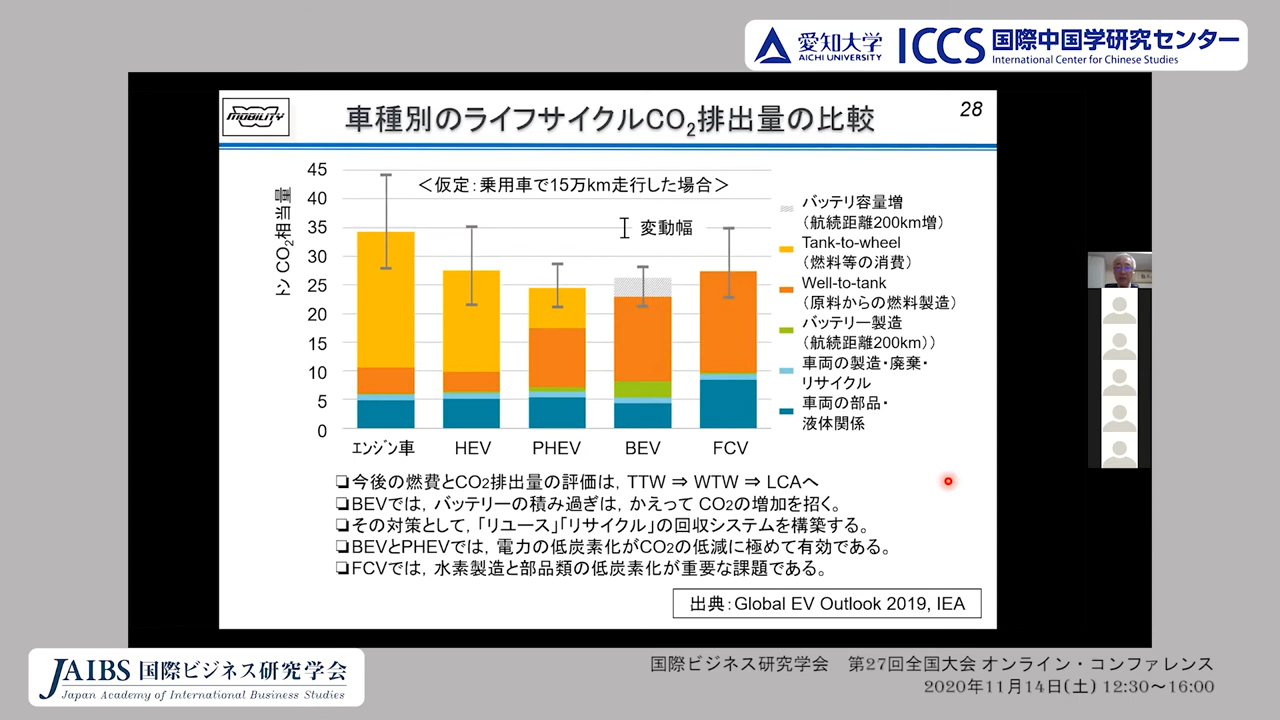 愛知大学
AICHI UNIVERSITY
ICCS 国際中国学研究センター
International Center for Chinese Studies
MOBILITY
車種別のライフサイクルCO₂排出量の比較
28
トン CO₂相当量
45
40
35
30
25
20
15
10
5
0
＜仮定：乗用車で15万km走行した場合＞
変動幅
エンジン車
HEV
PHEV
BEV
FCV
バッテリ容量増
（航続距離200km増）
Tank-to-wheel
（燃料等の消費）
Well-to-tank
（原料からの燃料製造）
バッテリー製造
（航続距離200km））
車両の製造・廃棄・
リサイクル
車両の部品・
液体関係
❑今後の燃費とCO₂排出量の評価は，TTW ⇒ WTW ⇒ LCAへ
❑BEVでは，バッテリーの積み過ぎは，かえって CO₂の増加を招く。
❑その対策として，「リユース」「リサイクル」の回収システムを構築する。
❑BEVとPHEVでは，電力の低炭素化がCO₂の低減に極めて有効である。
❑FCVでは，水素製造と部品類の低炭素化が重要な課題である。
出典：Global EV Outlook 2019, IEA
JAIBS 国際ビジネス研究学会
Japan Academy of International Business Studies
国際ビジネス研究学会　第27回全国大会 オンライン・コンファレンス
2020年11月14日(土) 12:30～16:00